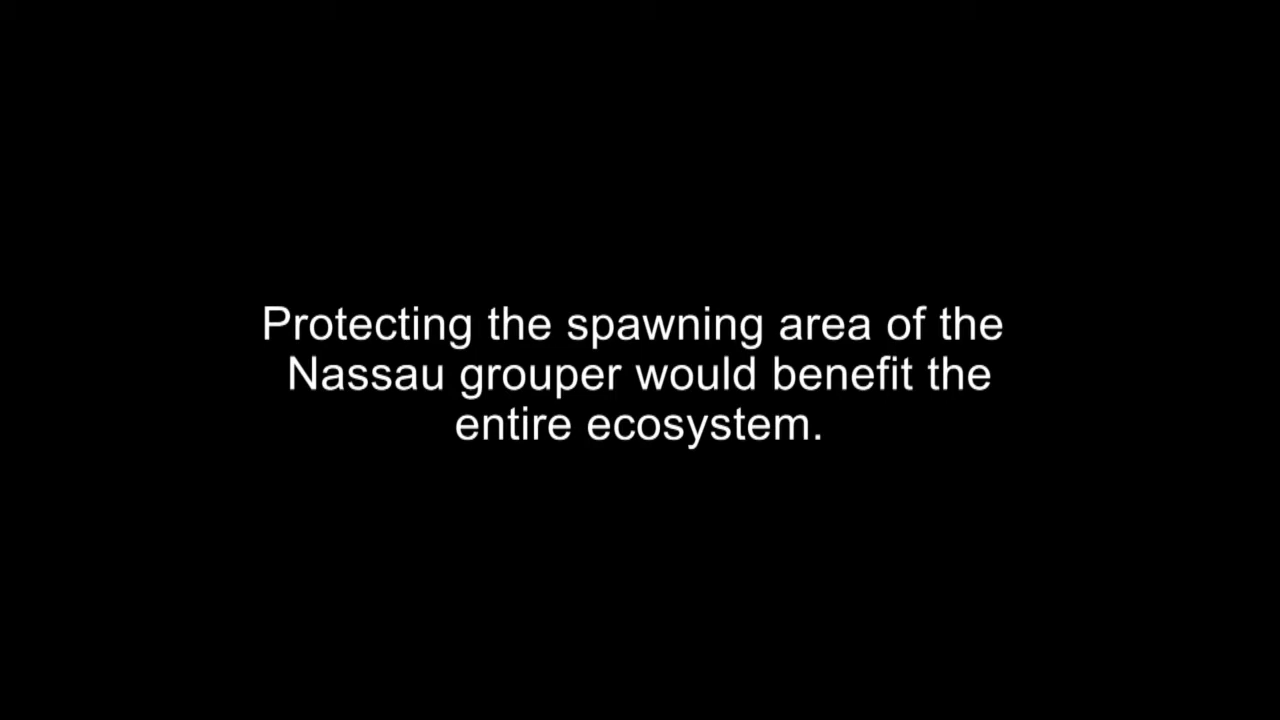 Protecting the spawning area of the
Nassau grouper would benefit the
entire ecosystem.